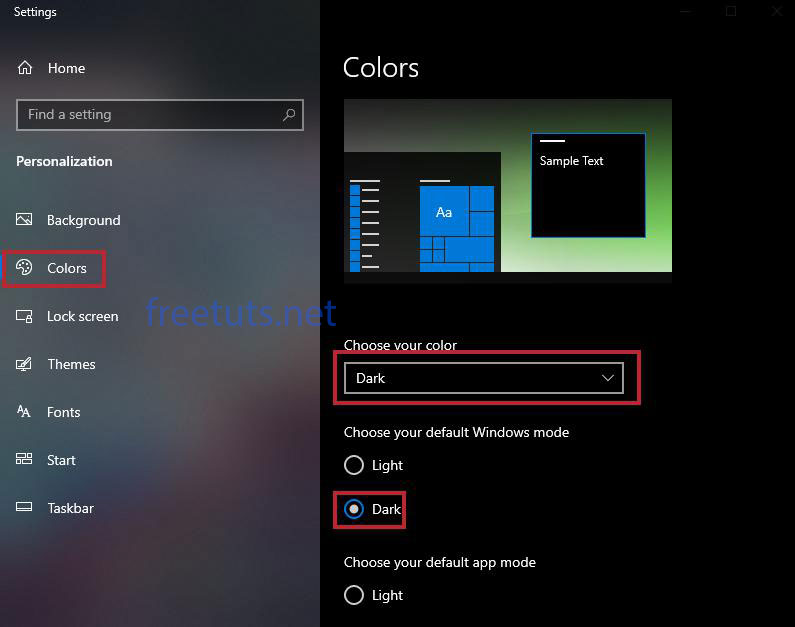 Settings
Home
Find a setting
Personalization
Background
Colors
Lock screen
Themes
Fonts
Start
Taskbar
freetuts.net
Colors
Sample Text
Aa
Choose your color
Dark
Choose your default Windows mode
Light
Dark
Choose your default app mode
Light